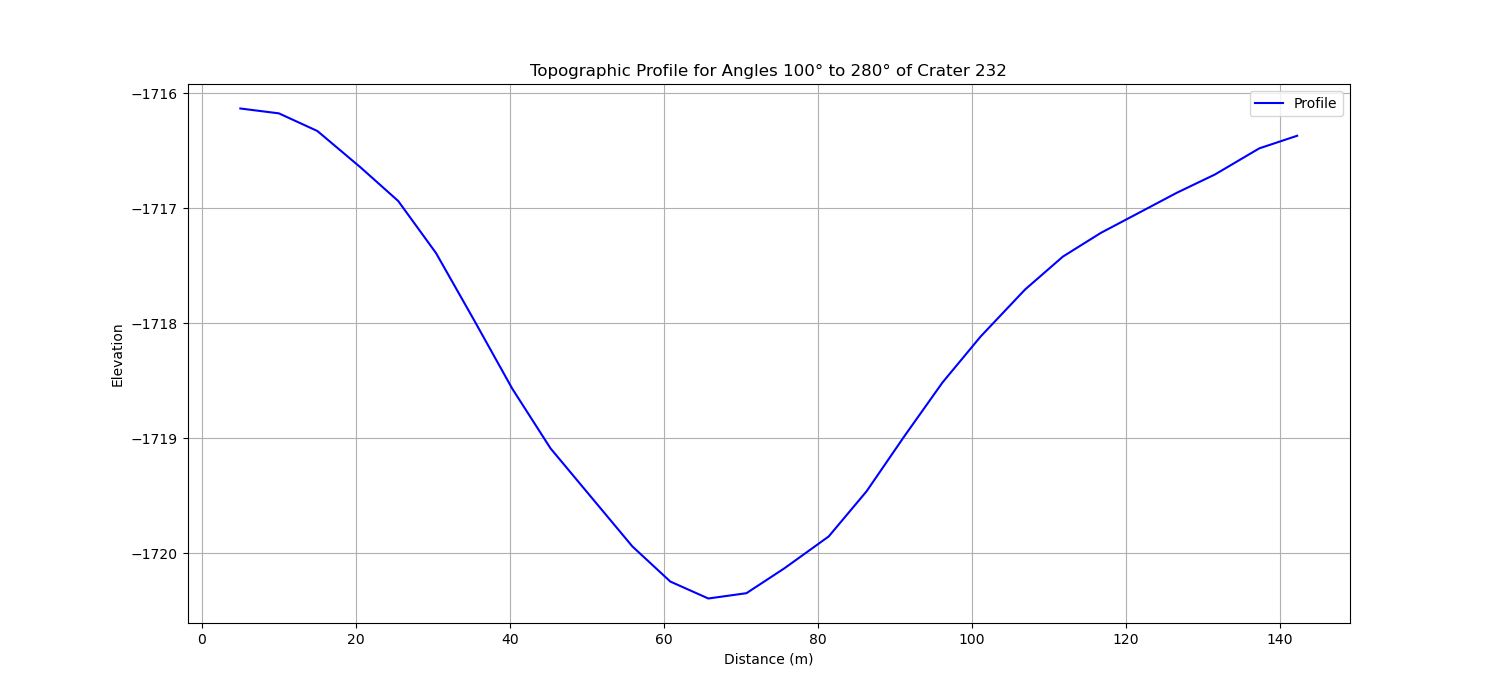 Topographic Profile for Angles 100° to 280° of Crater 232
Profile
Elevation
−1716
−1717
−1718
−1719
−1720
0 20 40 60 80 100 120 140
Distance (m)